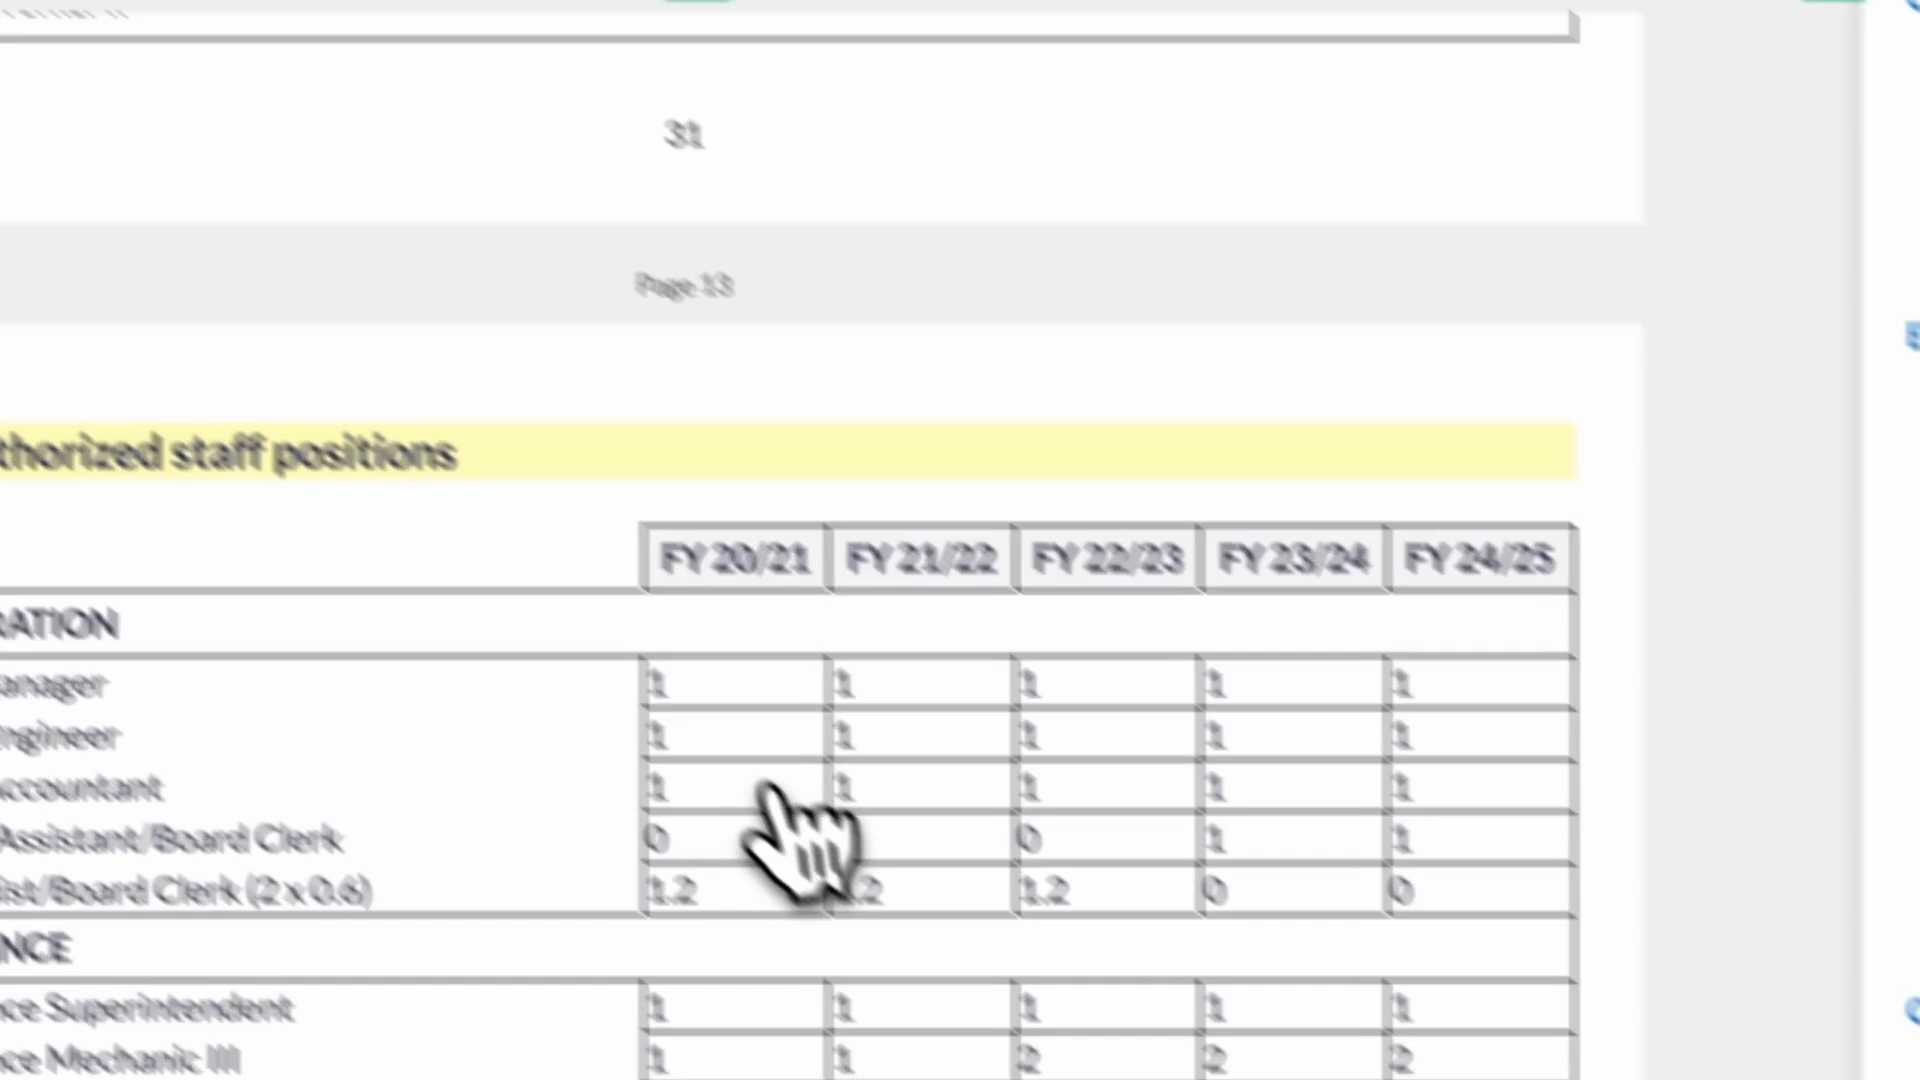 31
Page 13
thorized staff positions
FY 20/21 FY 21/22 FY 22/23 FY 23/24 FY 24/25
RATION
anager 1 1 1 1 1
ngineer 1 1 1 1 1
ccountant 1 1 1 1 1
Assistant/Board Clerk 0 0 1 1
ist/Board Clerk (2 x 0.6) 1.2 .2 1.2 0 0
NCE
ce Superintendent 1 1 1 1 1
ce Mechanic III 1 1 2 2 2